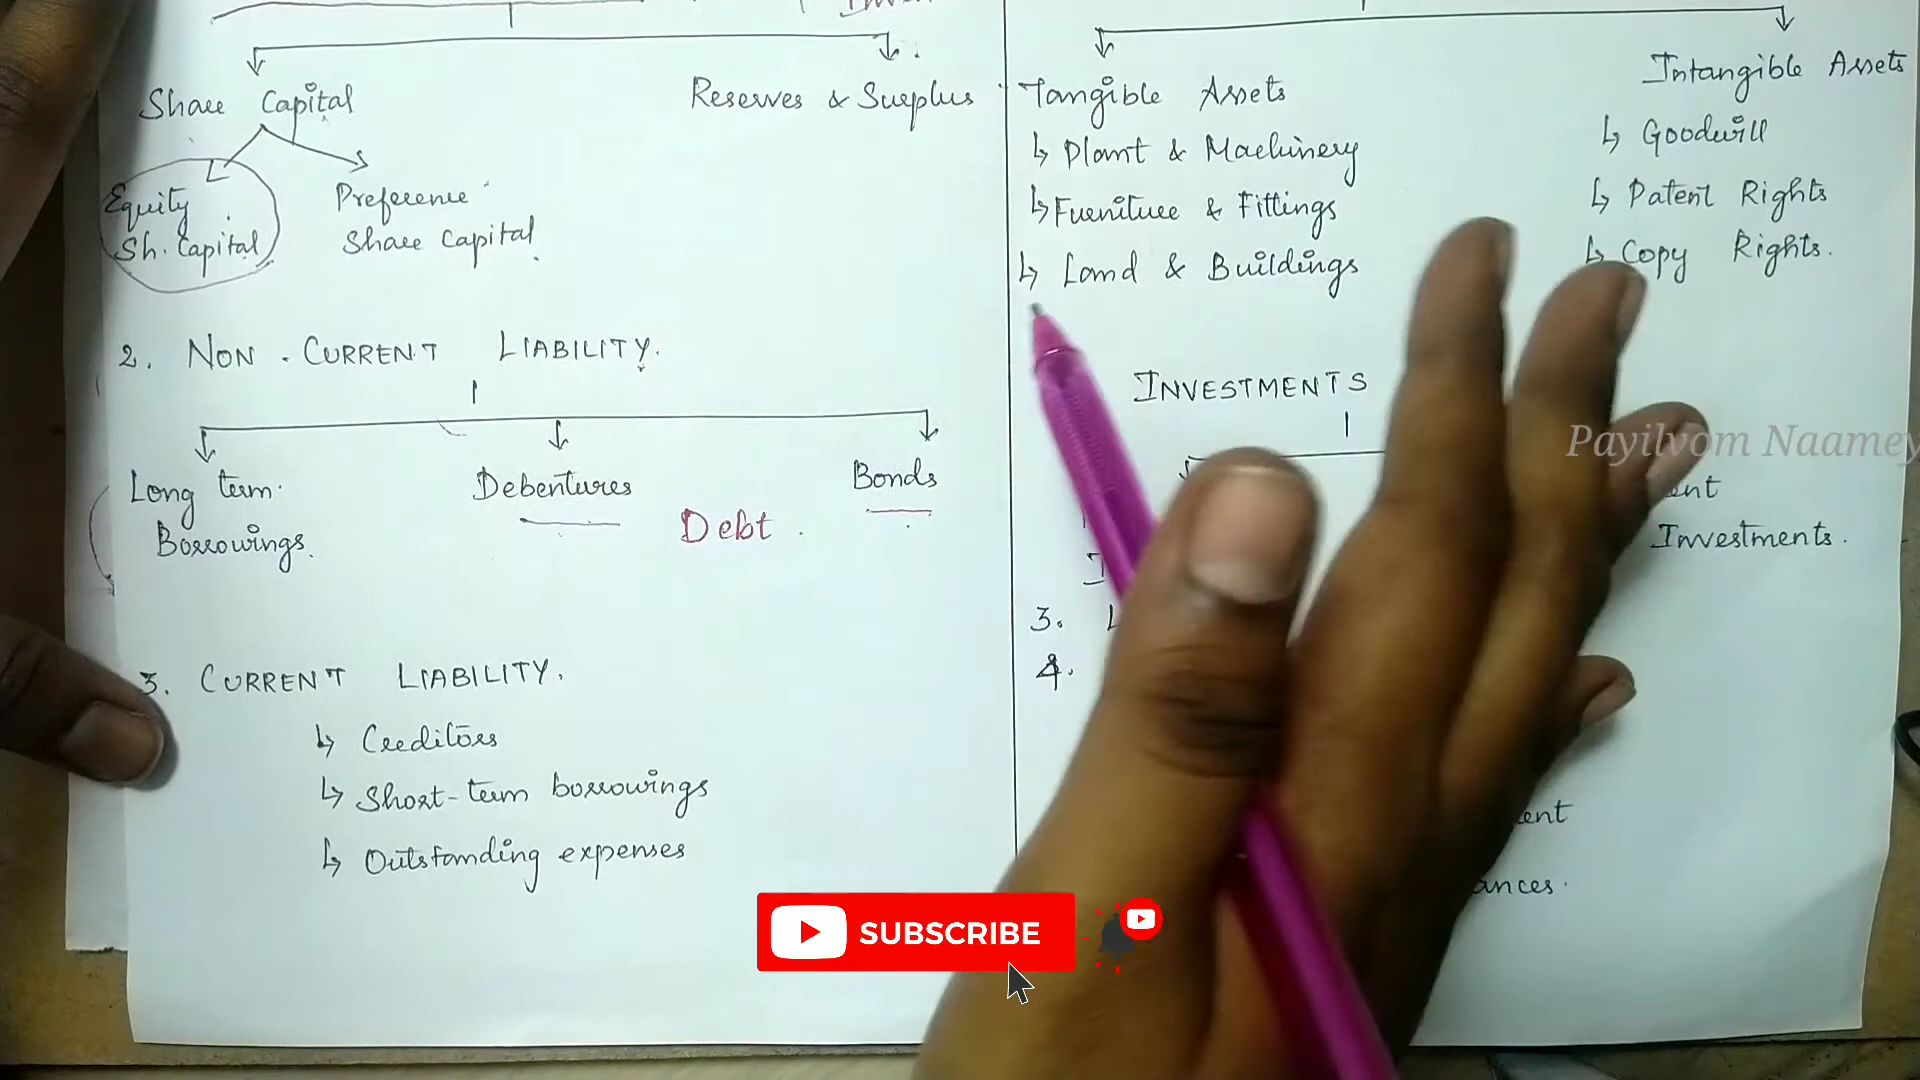 Share Capital
Reserves & Surplus
Equity
Sh. Capital
Preference
Share Capital
2. NON - CURRENT LIABILITY.
Long term
Borrowings.
Debentures
Bonds
Debt
3. CURRENT LIABILITY.
↳ Creditors
↳ Short-term borrowings
↳ Outstanding expenses
Tangible Assets
↳ Plant & Machinery
↳ Furniture & Fittings
↳ Land & Buildings
Intangible Assets
↳ Goodwill
↳ Patent Rights
↳ Copy Rights.
INVESTMENTS
Investments.
3.
4.
Payilvom Naamey
SUBSCRIBE